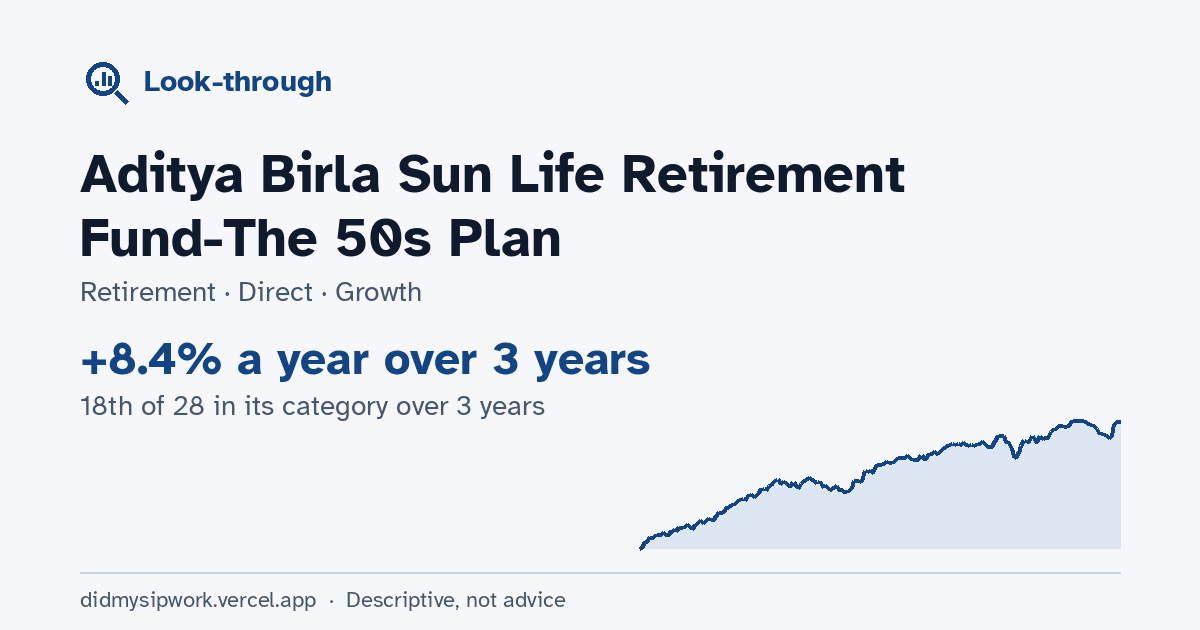 Look-through
Aditya Birla Sun Life Retirement
Fund-The 50s Plan
Retirement · Direct · Growth
+8.4% a year over 3 years
18th of 28 in its category over 3 years
didmysipwork.vercel.app · Descriptive, not advice